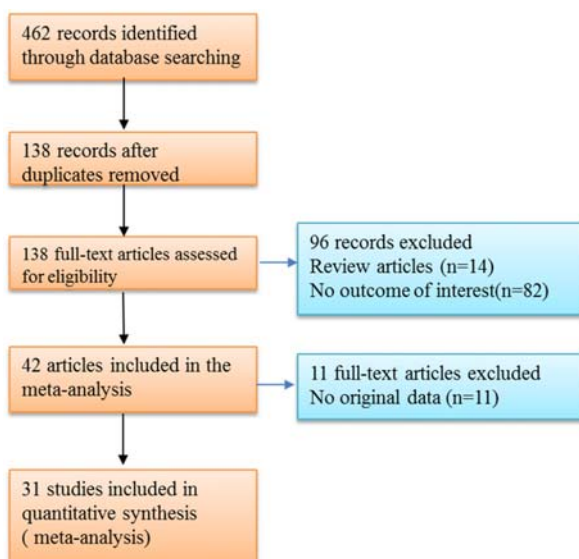 462 records identified
through database searching
138 records after
duplicates removed
138 full-text articles assessed
for eligibility
96 records excluded
Review articles (n=14)
No outcome of interest(n=82)
42 articles included in the
meta-analysis
11 full-text articles excluded
No original data (n=11)
31 studies included in
quantitative synthesis
( meta-analysis)